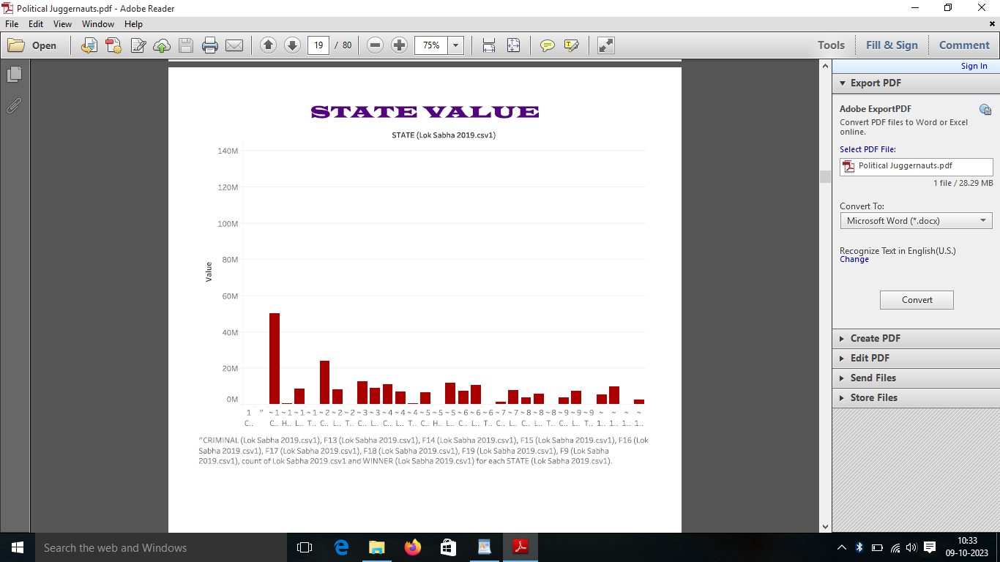 Political Juggernauts.pdf - Adobe Reader
File Edit View Window Help
Open 19 / 80 75% Tools Fill & Sign Comment
Sign In
STATE VALUE
STATE (Lok Sabha 2019.csv1)
Value
140M
120M
100M
80M
60M
40M
20M
0M
1 " ~1 ~1 ~1 ~1 ~2 ~2 ~2 ~3 ~3 ~4 ~4 ~4 ~5 ~5 ~5 ~6 ~6 ~6 ~7 ~7 ~8 ~8 ~8 ~9 ~9 ~9 ~ ~ ~ ~
C.. C.. H.. L.. T.. C.. L.. T.. C.. L.. C.. L.. T.. C.. H.. L.. C.. L.. T.. C.. L.. C.. L.. T.. C.. L.. T.. 1.. 1.. 1.. 1..
"CRIMINAL (Lok Sabha 2019.csv1), F13 (Lok Sabha 2019.csv1), F14 (Lok Sabha 2019.csv1), F15 (Lok Sabha 2019.csv1), F16 (Lok
Sabha 2019.csv1), F17 (Lok Sabha 2019.csv1), F18 (Lok Sabha 2019.csv1), F19 (Lok Sabha 2019.csv1), F9 (Lok Sabha
2019.csv1), count of Lok Sabha 2019.csv1 and WINNER (Lok Sabha 2019.csv1) for each STATE (Lok Sabha 2019.csv1).
Export PDF
Adobe ExportPDF
Convert PDF files to Word or Excel
online.
Select PDF File:
Political Juggernauts.pdf
1 file / 28.29 MB
Convert To:
Microsoft Word (*.docx)
Recognize Text in English(U.S.)
Change
Convert
Create PDF
Edit PDF
Send Files
Store Files
Search the web and Windows
10:33
09-10-2023